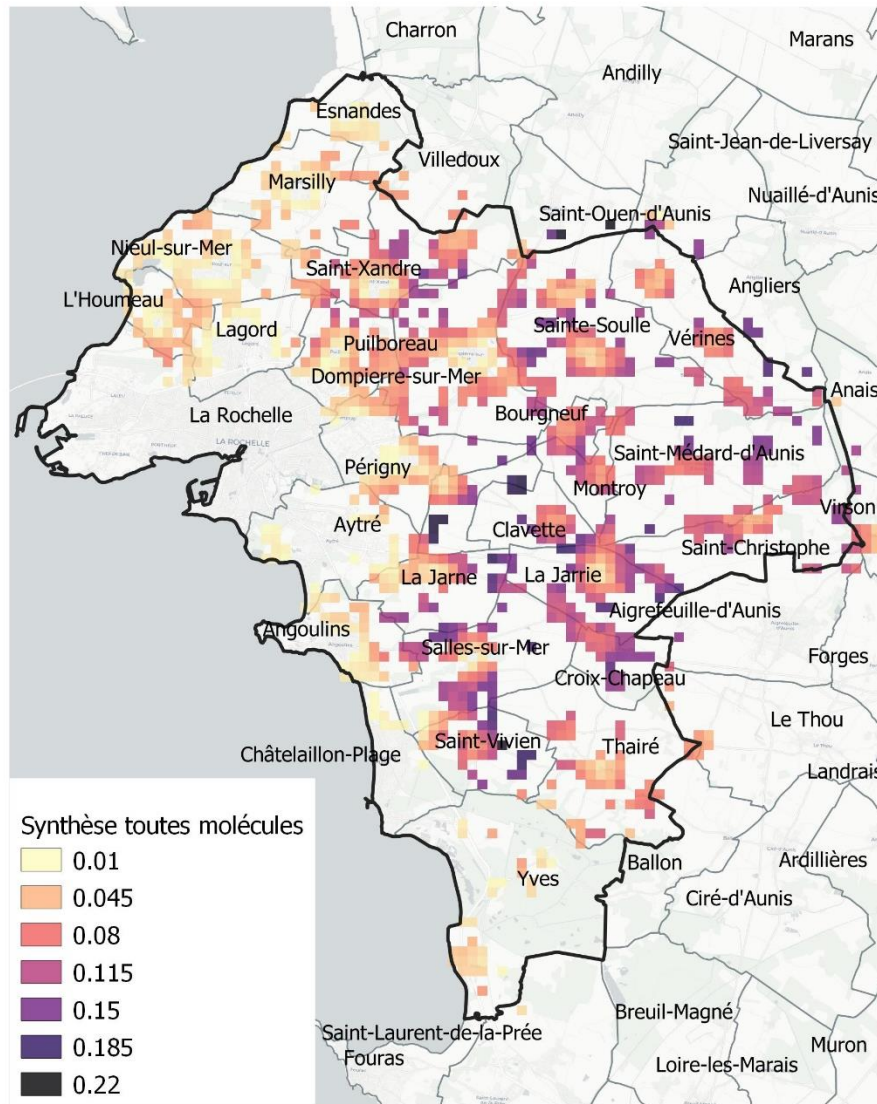 Charron
Marans
Andilly
Esnandes
Saint-Jean-de-Liversay
Villedoux
Marsilly
Nuaillé-d'Aunis
Saint-Ouen-d'Aunis
Nieul-sur-Mer
Saint-Xandre
Angliers
L'Houmeau
Lagord
Sainte-Soulle
Vérines
Puilboreau
Dompierre-sur-Mer
Anais
La Rochelle
Bourgneuf
LA ROCHELLE
Saint-Médard-d'Aunis
Périgny
Montroy
Virson
Aytré
Clavette
Saint-Christophe
La Jarne
La Jarrie
Aigrefeuille-d'Aunis
Angoulins
Salles-sur-Mer
Forges
Croix-Chapeau
Le Thou
Saint-Vivien
Thairé
Châtelaillon-Plage
Landrais
Ballon
Ardillières
Yves
Ciré-d'Aunis
Breuil-Magné
Saint-Laurent-de-la-Prée
Muron
Fouras
Loire-les-Marais
Synthèse toutes molécules
0.01
0.045
0.08
0.115
0.15
0.185
0.22